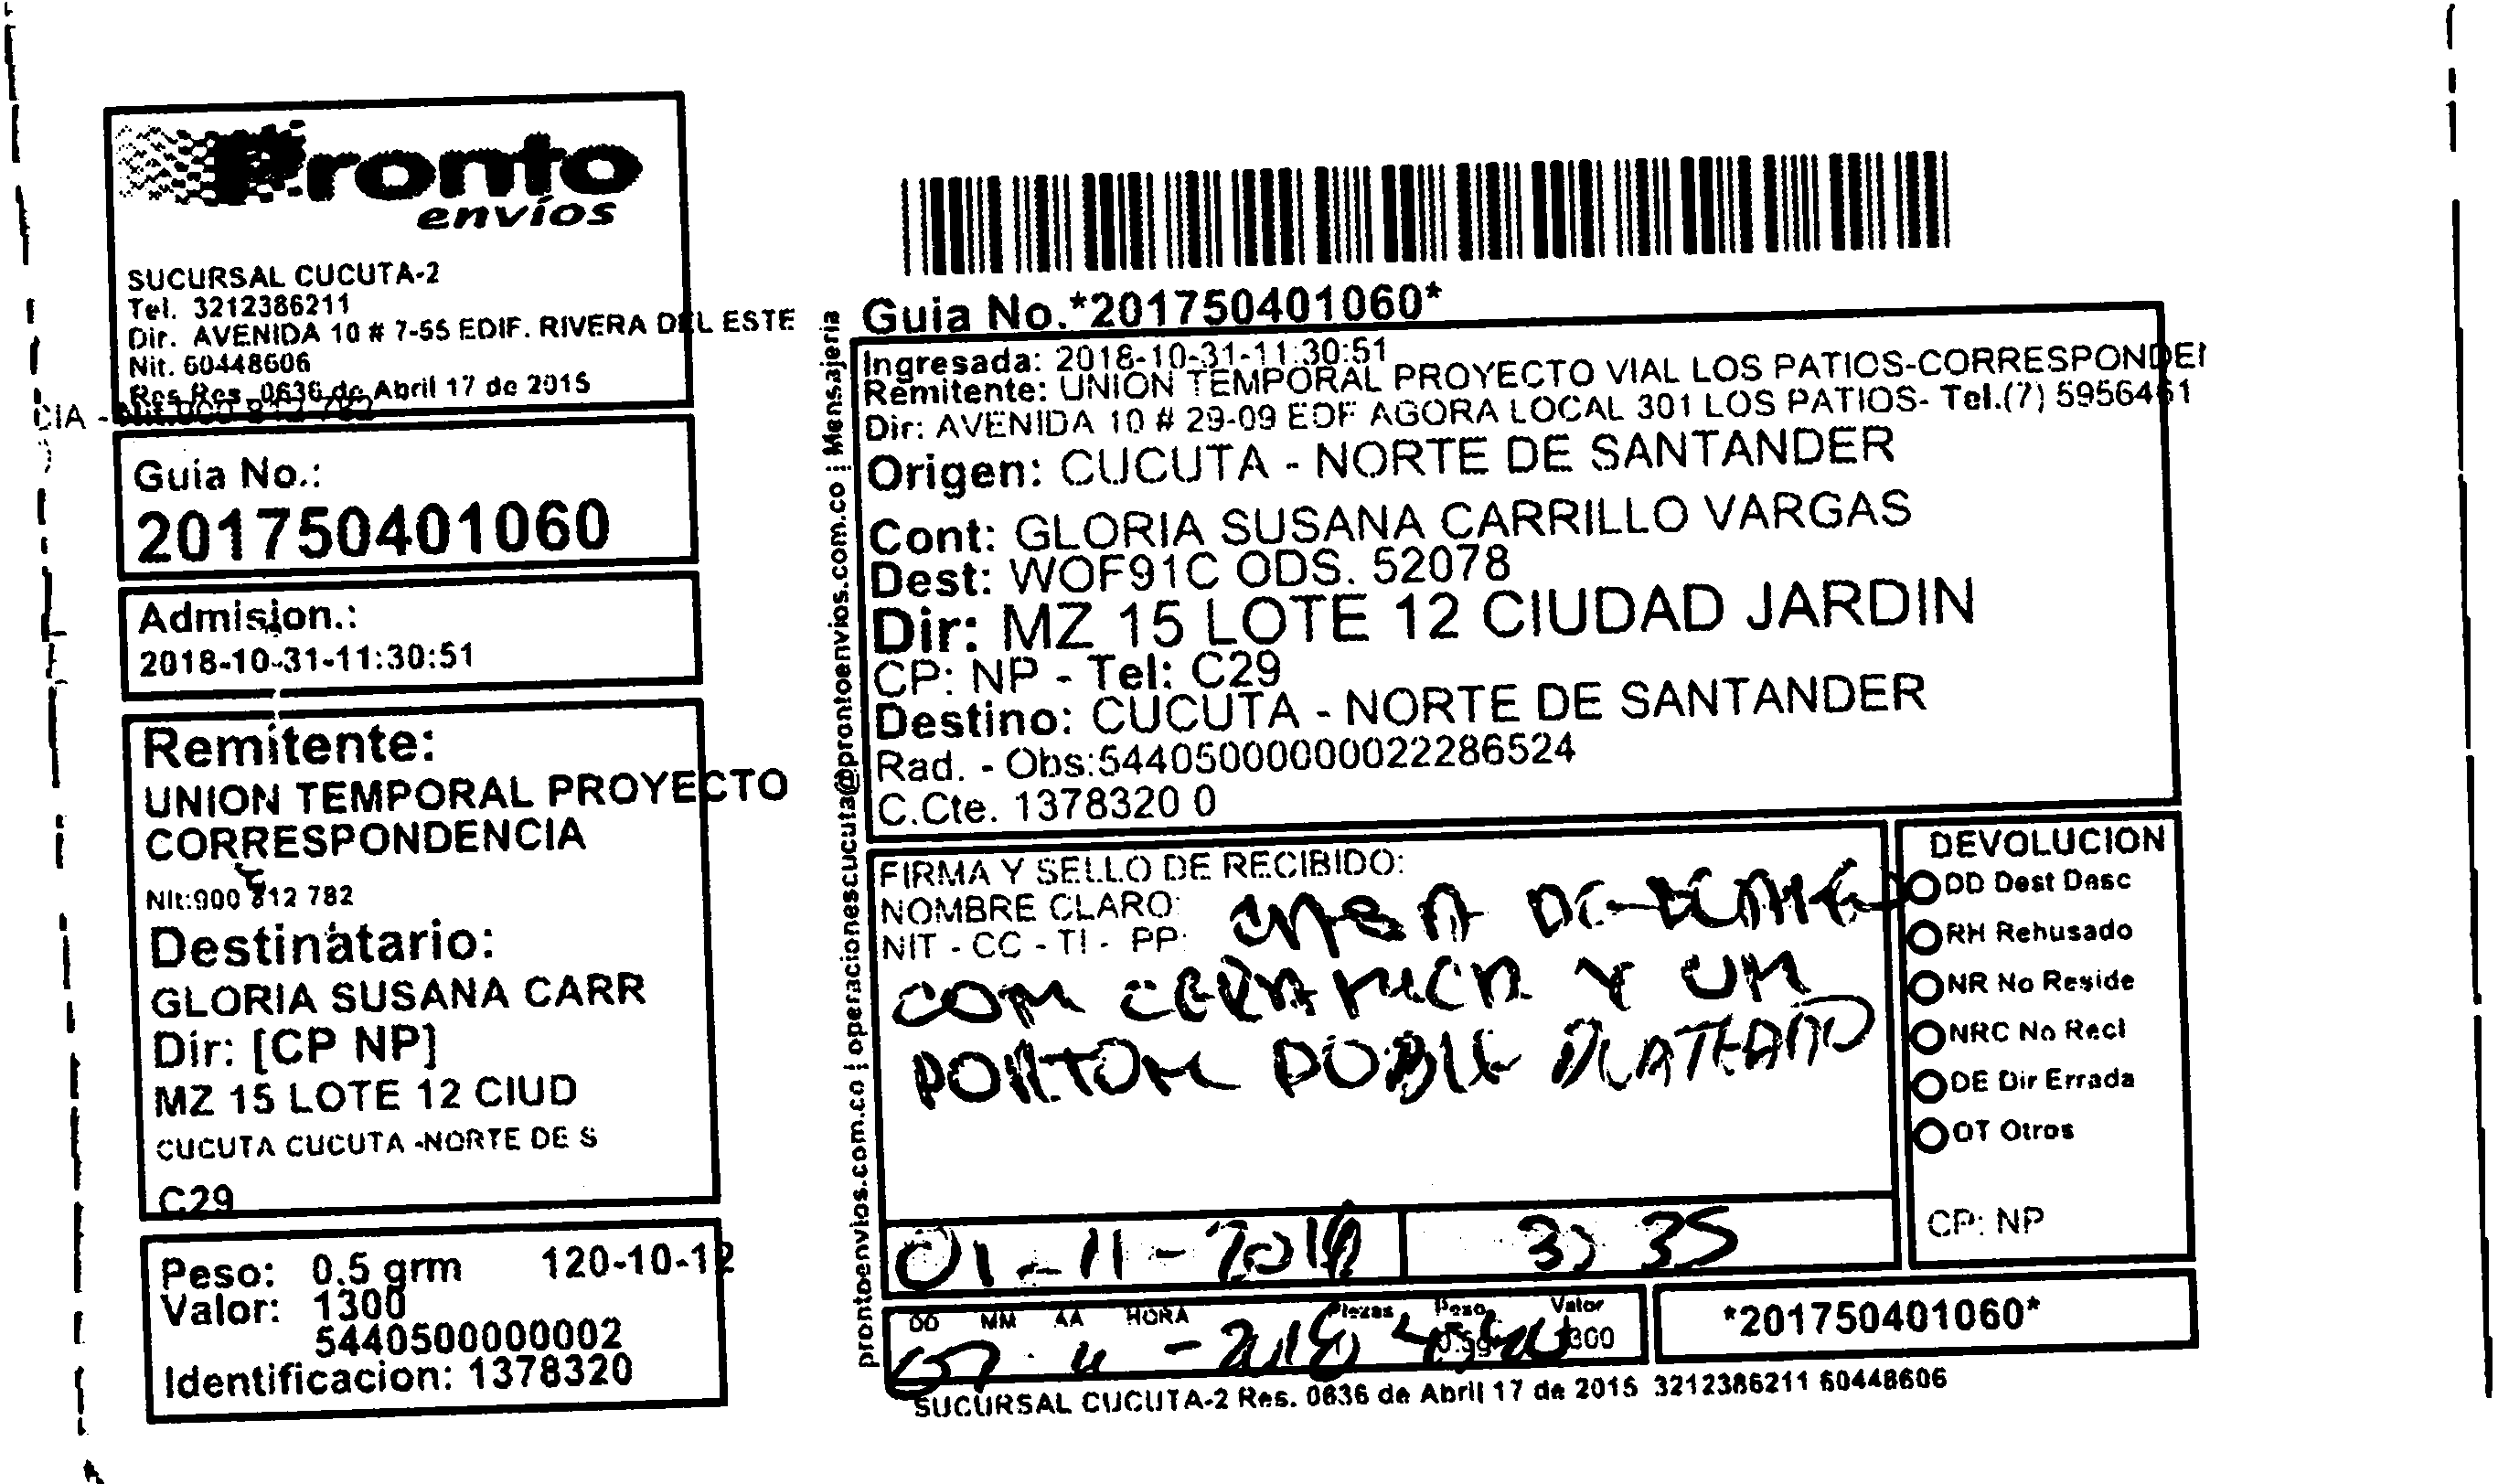 Pronto
envíos
SUCURSAL CUCUTA-2
Tel. 3212386211
Dir. AVENIDA 10 # 7-55 EDIF. RIVERA DEL ESTE
Nit. 60448606
Res Res. 0636 de Abril 17 de 2015
CIA -
Guia No.:
201750401060
Admision.:
2018-10-31-11:30:51
Remitente:
UNION TEMPORAL PROYECTO
CORRESPONDENCIA
Nit:900 812 782
Destinatario:
GLORIA SUSANA CARR
Dir: [CP NP]
MZ 15 LOTE 12 CIUD
CUCUTA CUCUTA -NORTE DE S
C29
Peso: 0.5 grm 120-10-12
Valor: 1300
5440500000002
Identificacion: 1378320
prontoenvios.com.co | operacionescucuta@prontoenvios.com.co | Mensajeria
Guia No.*201750401060*
Ingresada: 2018-10-31-11:30:51
Remitente: UNION TEMPORAL PROYECTO VIAL LOS PATIOS-CORRESPONDEN
Dir: AVENIDA 10 # 29-09 EDF AGORA LOCAL 301 LOS PATIOS- Tel.(7) 5956461
Origen: CUCUTA - NORTE DE SANTANDER
Cont: GLORIA SUSANA CARRILLO VARGAS
Dest: WOF91C ODS. 52078
Dir: MZ 15 LOTE 12 CIUDAD JARDIN
CP: NP - Tel: C29
Destino: CUCUTA - NORTE DE SANTANDER
Rad. - Obs:544050000000022286524
C.Cte. 1378320 0
FIRMA Y SELLO DE RECIBIDO:
NOMBRE CLARO:
NIT - CC - TI - PP:
CASA DE
CON CERAMICA Y UN
PORTON DOBLE PLATEADO
01 - 11 - 2018 3) 35
DD MM AA HORA Piezas Peso Valor
- 2018
DEVOLUCION
DD Dest Desc
RH Rehusado
NR No Reside
NRC No Recl
DE Dir Errada
OT Otros
CP: NP
*201750401060*
SUCURSAL CUCUTA-2 Res. 0636 de Abril 17 de 2015 3212386211 60448606